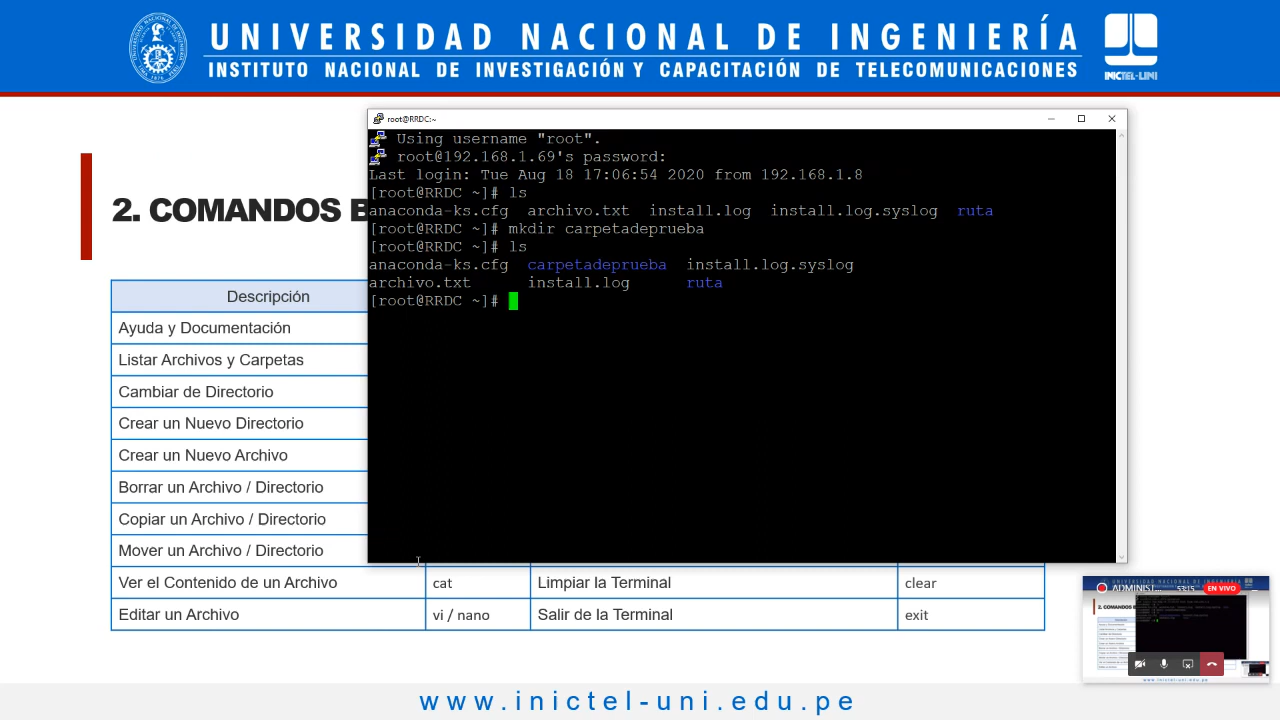 UNIVERSIDAD NACIONAL DE INGENIERÍA
INSTITUTO NACIONAL DE INVESTIGACIÓN Y CAPACITACIÓN DE TELECOMUNICACIONES
INICTEL-UNI
root@RRDC:~
Using username "root".
root@192.168.1.69's password:
Last login: Tue Aug 18 17:06:54 2020 from 192.168.1.8
[root@RRDC ~]# ls
anaconda-ks.cfg archivo.txt install.log install.log.syslog ruta
[root@RRDC ~]# mkdir carpetadeprueba
[root@RRDC ~]# ls
anaconda-ks.cfg carpetadeprueba install.log.syslog
archivo.txt install.log ruta
[root@RRDC ~]#
2. COMANDOS
Descripción
Ayuda y Documentación
Listar Archivos y Carpetas
Cambiar de Directorio
Crear un Nuevo Directorio
Crear un Nuevo Archivo
Borrar un Archivo / Directorio
Copiar un Archivo / Directorio
Mover un Archivo / Directorio
Ver el Contenido de un Archivo cat Limpiar la Terminal clear
Editar un Archivo vi / nano Salir de la Terminal exit
ADMINIST... 53:15 EN VIVO
www.inictel-uni.edu.pe